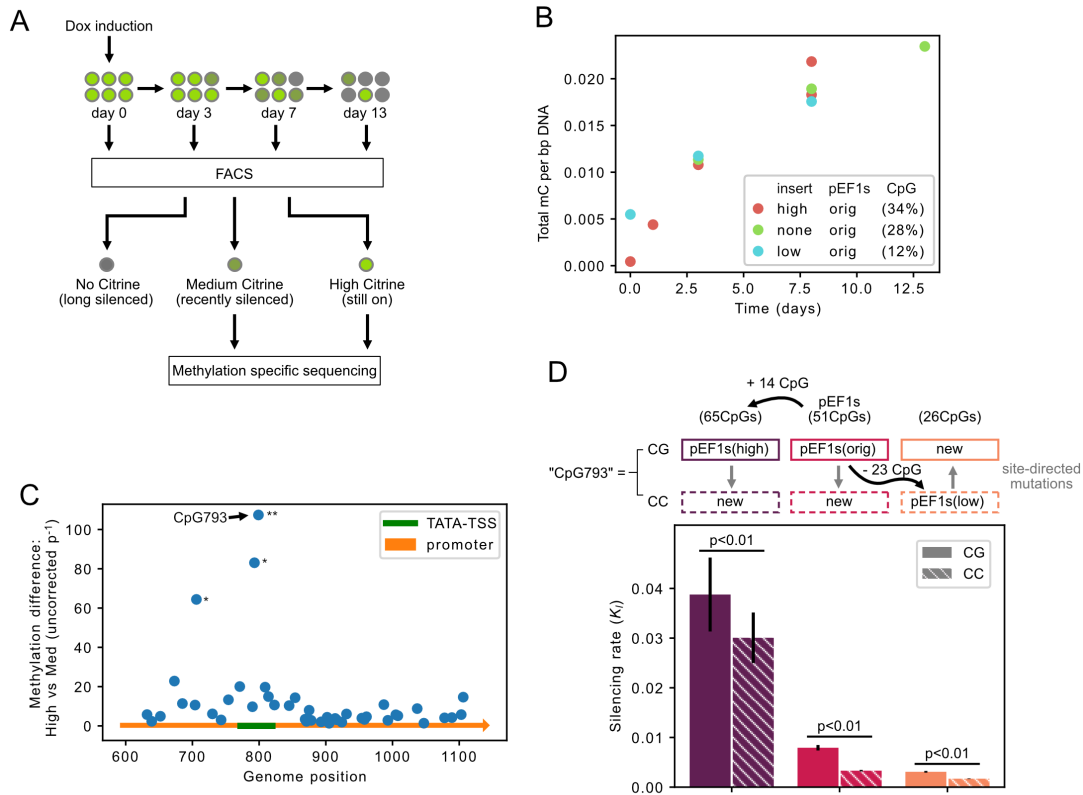 A
Dox induction
day 0
day 3
day 7
day 13
FACS
No Citrine
(long silenced)
Medium Citrine
(recently silenced)
High Citrine
(still on)
Methylation specific sequencing
B
Total mC per bp DNA
0.020
0.015
0.010
0.005
0.000
insert pEF1s CpG
high orig (34%)
none orig (28%)
low orig (12%)
0.0 2.5 5.0 7.5 10.0 12.5
Time (days)
C
Methylation difference:
High vs Med (uncorrected p-1)
100
80
60
40
20
0
CpG793
**
*
*
TATA-TSS
promoter
600 700 800 900 1000 1100
Genome position
D
+ 14 CpG
pEF1s
(65CpGs) (51CpGs) (26CpGs)
"CpG793" =
CG
pEF1s(high) pEF1s(orig) new
- 23 CpG
site-directed
mutations
CC
new new pEF1s(low)
Silencing rate (KI)
0.04
0.03
0.02
0.01
0.00
p<0.01
p<0.01
p<0.01
CG
CC